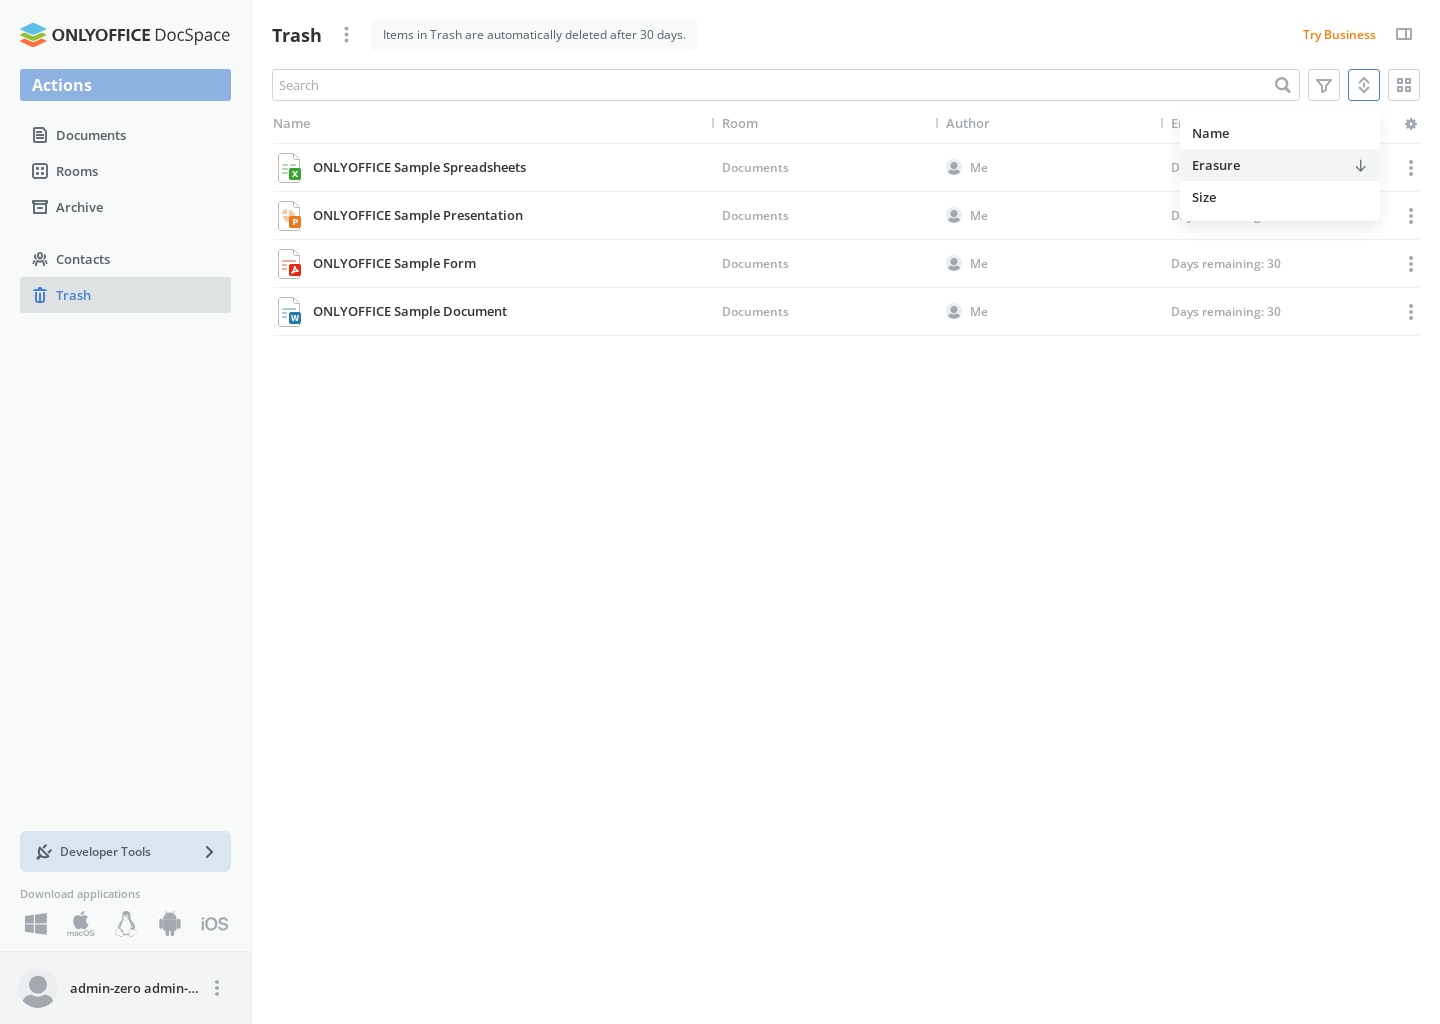 ONLYOFFICE DocSpace
Actions
Documents
Rooms
Archive
Contacts
Trash
Developer Tools
Download applications
macOS
iOS
admin-zero admin-...
Trash
Items in Trash are automatically deleted after 30 days.
Try Business
Search
Name
Room
Author
Name
Erasure
Size
ONLYOFFICE Sample Spreadsheets
X
Documents
Me
ONLYOFFICE Sample Presentation
P
Documents
Me
ONLYOFFICE Sample Form
Documents
Me
Days remaining: 30
ONLYOFFICE Sample Document
W
Documents
Me
Days remaining: 30